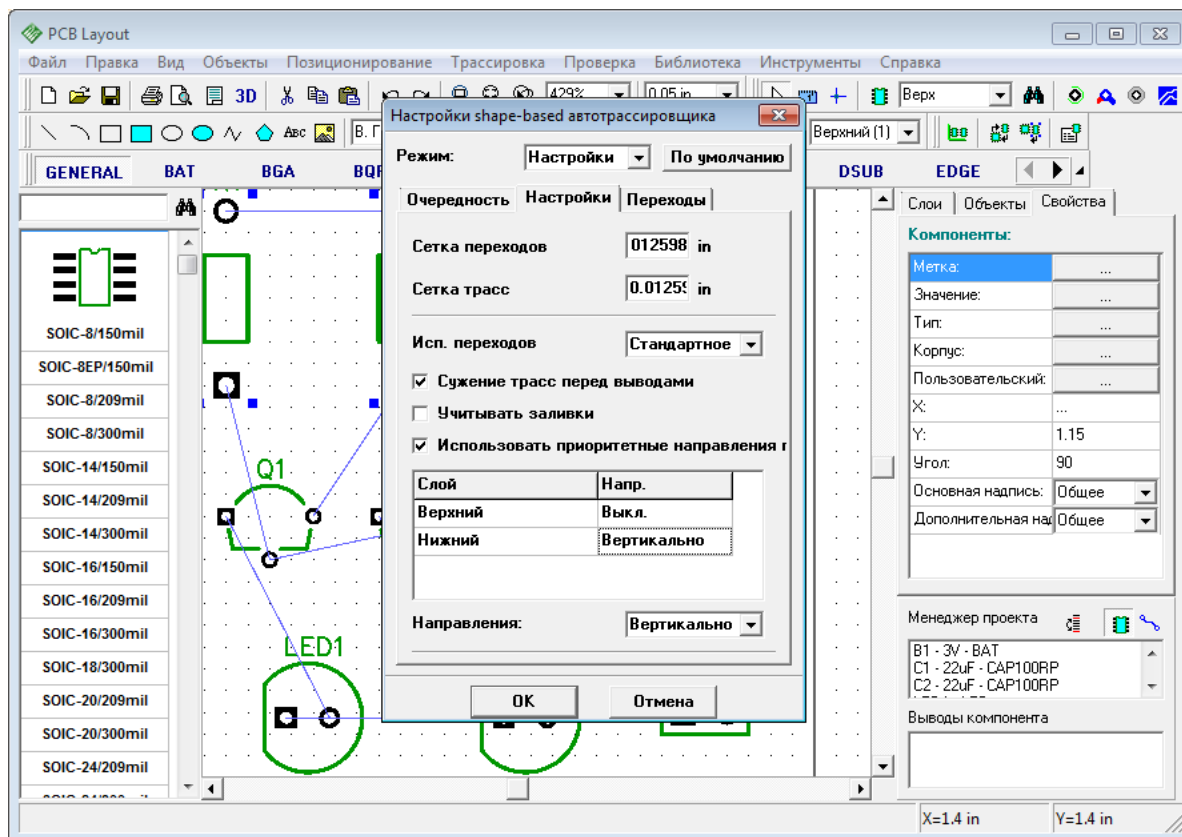 PCB Layout
Файл Правка Вид Объекты Позиционирование Трассировка Проверка Библиотека Инструменты Справка
3D 429% 0.05 in Верх
Abc В. Г Верхний (1)
GENERAL BAT BGA DSUB EDGE
Настройки shape-based автотрассировщика
Режим: Настройки По умолчанию
Очередность Настройки Переходы
Сетка переходов 012598 in
Сетка трасс 0.0125 in
Исп. переходов Стандартное
Сужение трасс перед выводами
Учитывать заливки
Использовать приоритетные направления
Слой Напр.
Верхний Выкл.
Нижний Вертикально
Направления: Вертикально
OK Отмена
SOIC-8/150mil
SOIC-8EP/150mil
SOIC-8/209mil
SOIC-8/300mil
SOIC-14/150mil
SOIC-14/209mil
SOIC-14/300mil
SOIC-16/150mil
SOIC-16/209mil
SOIC-16/300mil
SOIC-18/300mil
SOIC-20/209mil
SOIC-20/300mil
SOIC-24/209mil
Q1
LED1
Слои Объекты Свойства
Компоненты:
Метка: ...
Значение: ...
Тип: ...
Корпус: ...
Пользовательский: ...
X: ...
Y: 1.15
Угол: 90
Основная надпись: Общее
Дополнительная над Общее
Менеджер проекта
B1 - 3V - BAT
C1 - 22uF - CAP100RP
C2 - 22uF - CAP100RP
Выводы компонента
X=1.4 in Y=1.4 in